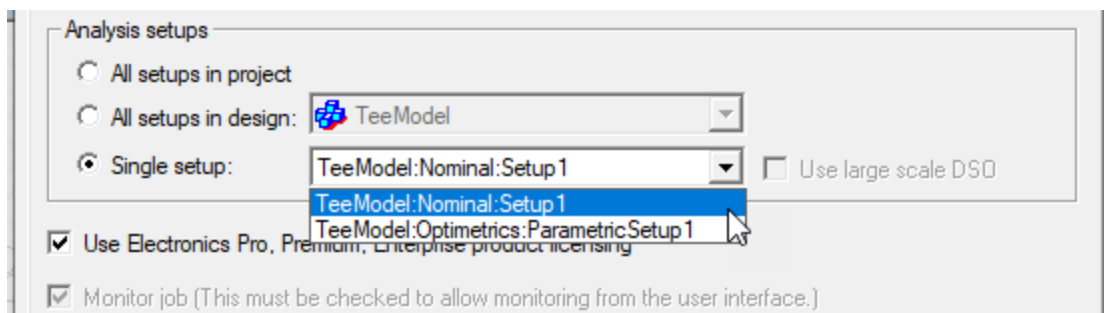 Analysis setups
All setups in project
All setups in design: TeeModel
Single setup: TeeModel:Nominal:Setup1 Use large scale DSO
TeeModel:Nominal:Setup1
TeeModel:Optimetrics:ParametricSetup1
Use Electronics Pro, Premium, Enterprise product licensing
Monitor job (This must be checked to allow monitoring from the user interface.)